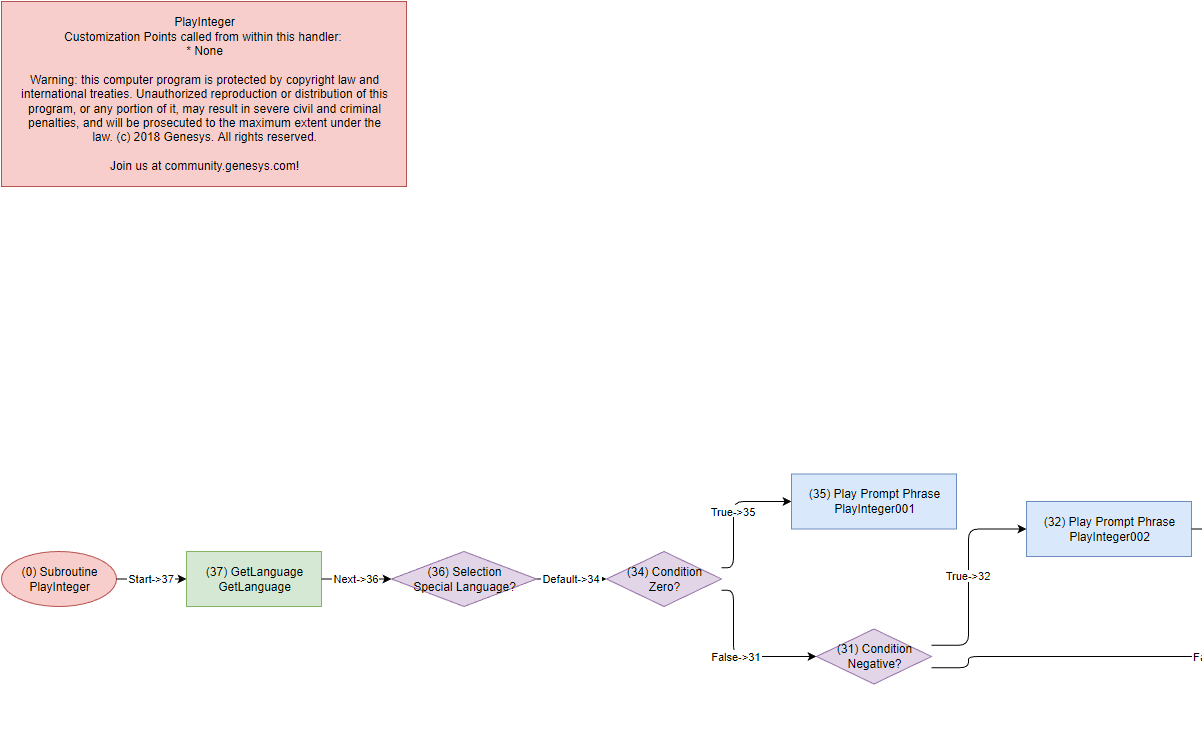 PlayInteger
Customization Points called from within this handler:
* None
Warning: this computer program is protected by copyright law and
international treaties. Unauthorized reproduction or distribution of this
program, or any portion of it, may result in severe civil and criminal
penalties, and will be prosecuted to the maximum extent under the
law. (c) 2018 Genesys. All rights reserved.
Join us at community.genesys.com!
(0) Subroutine
PlayInteger
Start->37
(37) GetLanguage
GetLanguage
Next->36
(36) Selection
Special Language?
Default->34
(34) Condition
Zero?
True->35
(35) Play Prompt Phrase
PlayInteger001
False->31
(31) Condition
Negative?
True->32
(32) Play Prompt Phrase
PlayInteger002